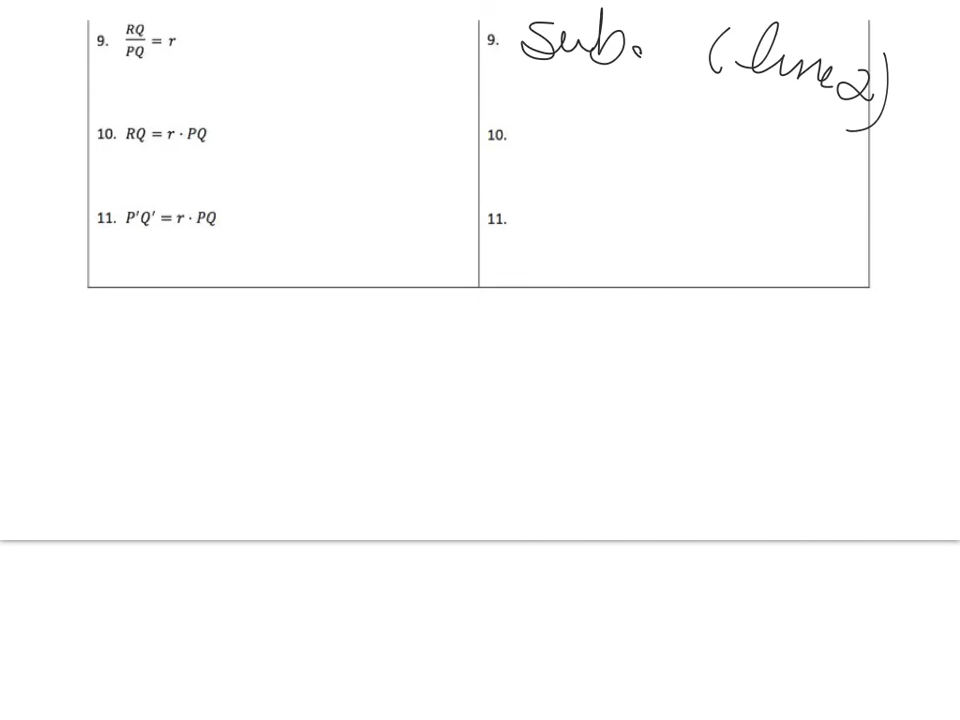 9. RQ/PQ = r
9. Sub. (line 2)
10. RQ = r · PQ
10.
11. P'Q' = r · PQ
11.